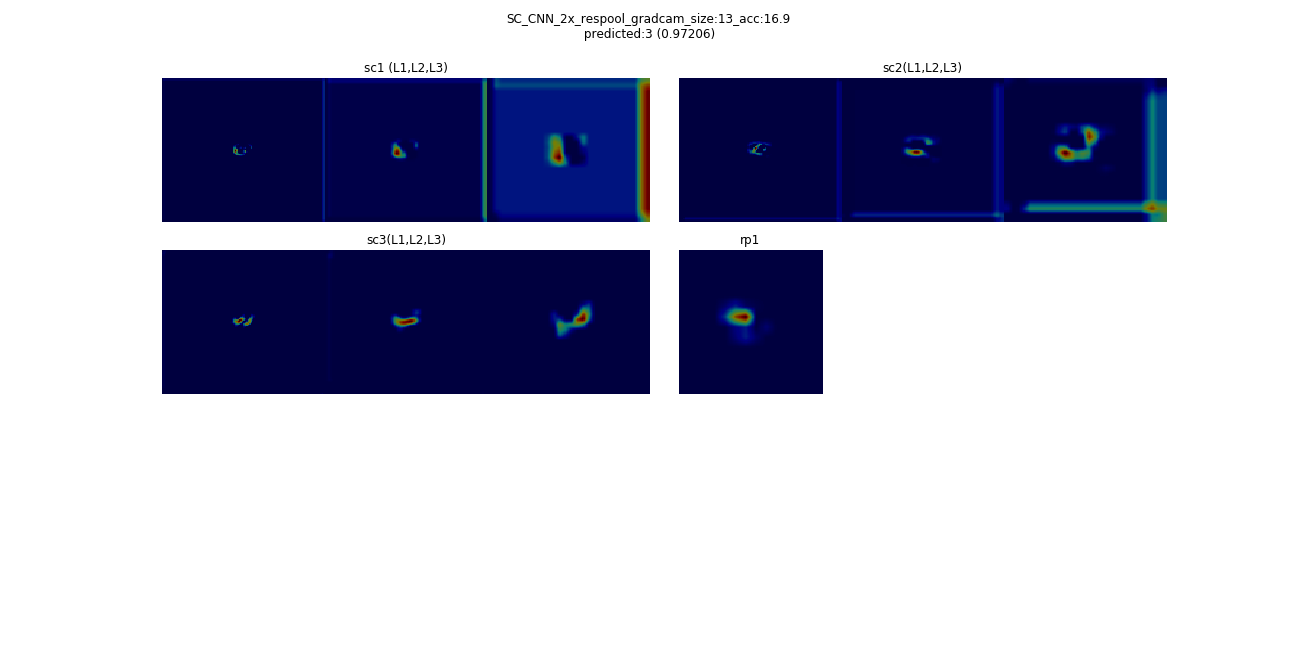 SC_CNN_2x_respool_gradcam_size:13_acc:16.9
predicted:3 (0.97206)
sc1 (L1,L2,L3)
sc2(L1,L2,L3)
sc3(L1,L2,L3)
rp1